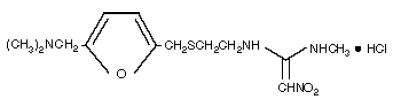 (CH₃)₂NCH₂ CH₂SCH₂CH₂NH NHCH₃ • HCl
O
CHNO₂